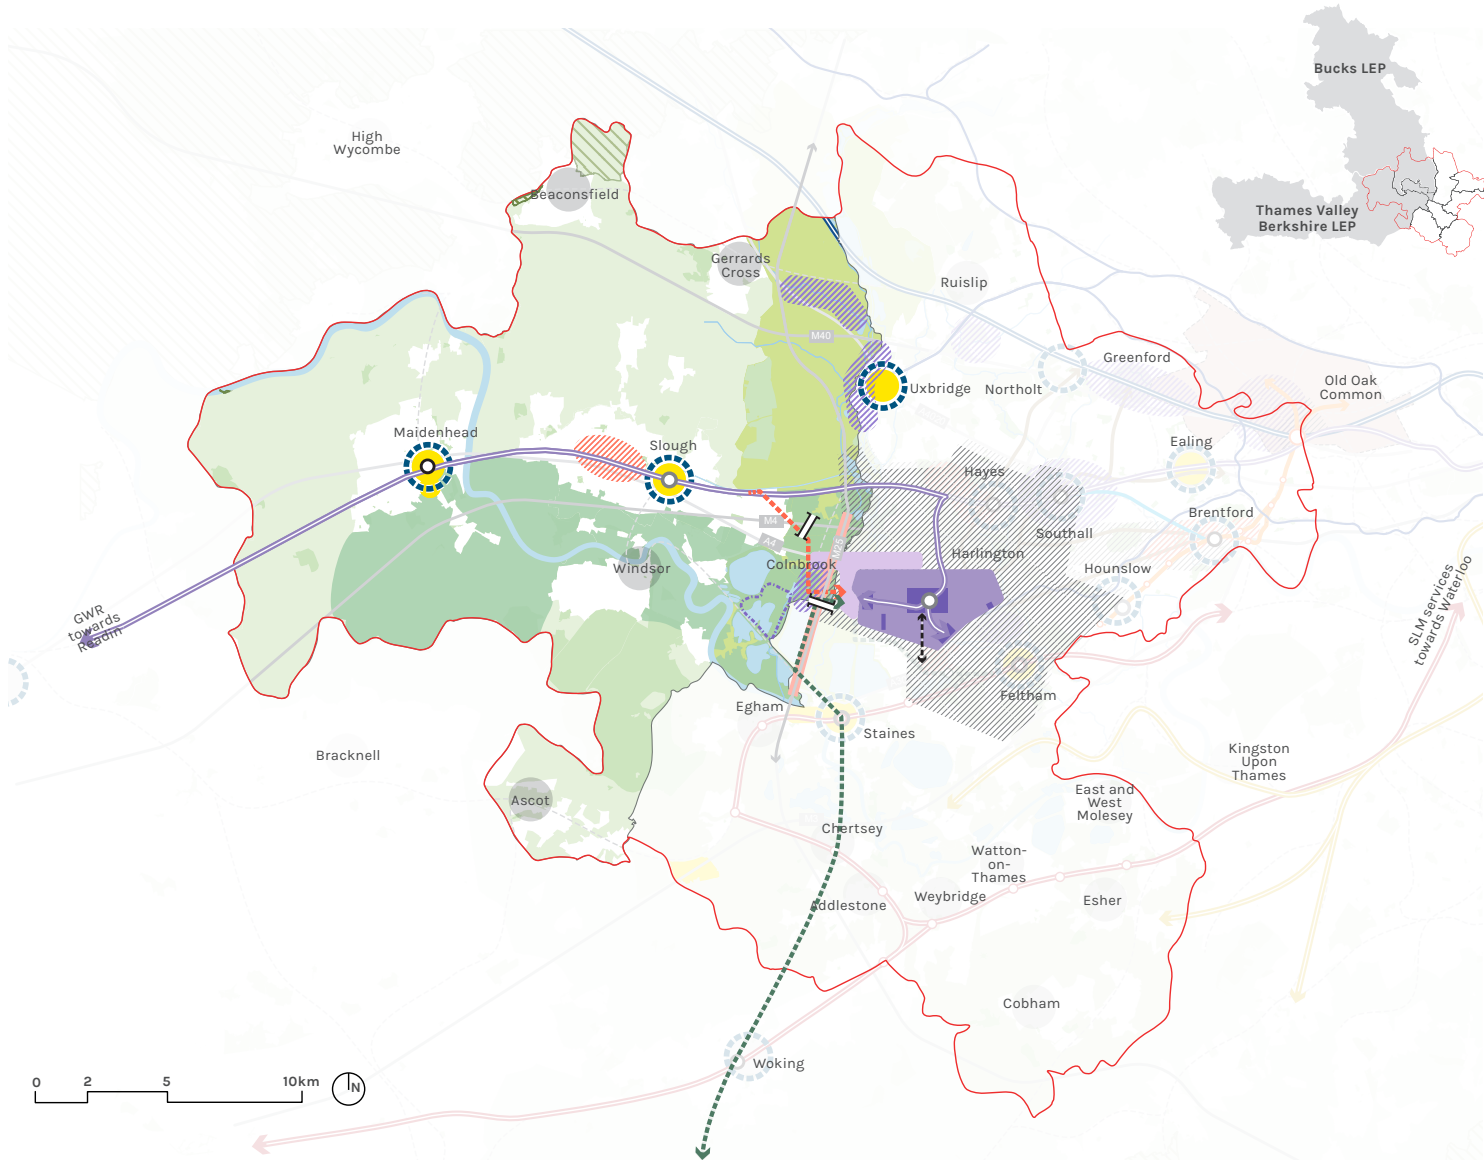 Bucks LEP
Thames Valley
Berkshire LEP
High
Wycombe
Beaconsfield
Gerrards
Cross
Ruislip
M40
Greenford
Uxbridge
Northolt
Old Oak
Common
Maidenhead
Slough
Ealing
Hayes
Brentford
M4
A4
M25
Southall
Harlington
Colnbrook
Windsor
Hounslow
GWR
towards
Readin
SLM services
towards Waterloo
Feltham
Egham
Staines
Bracknell
Kingston
Upon
Thames
Ascot
East and
West
Molesey
Chertsey
Watton-
on-
Thames
Weybridge
Addlestone
Esher
Cobham
Woking
0 2 5 10km
N